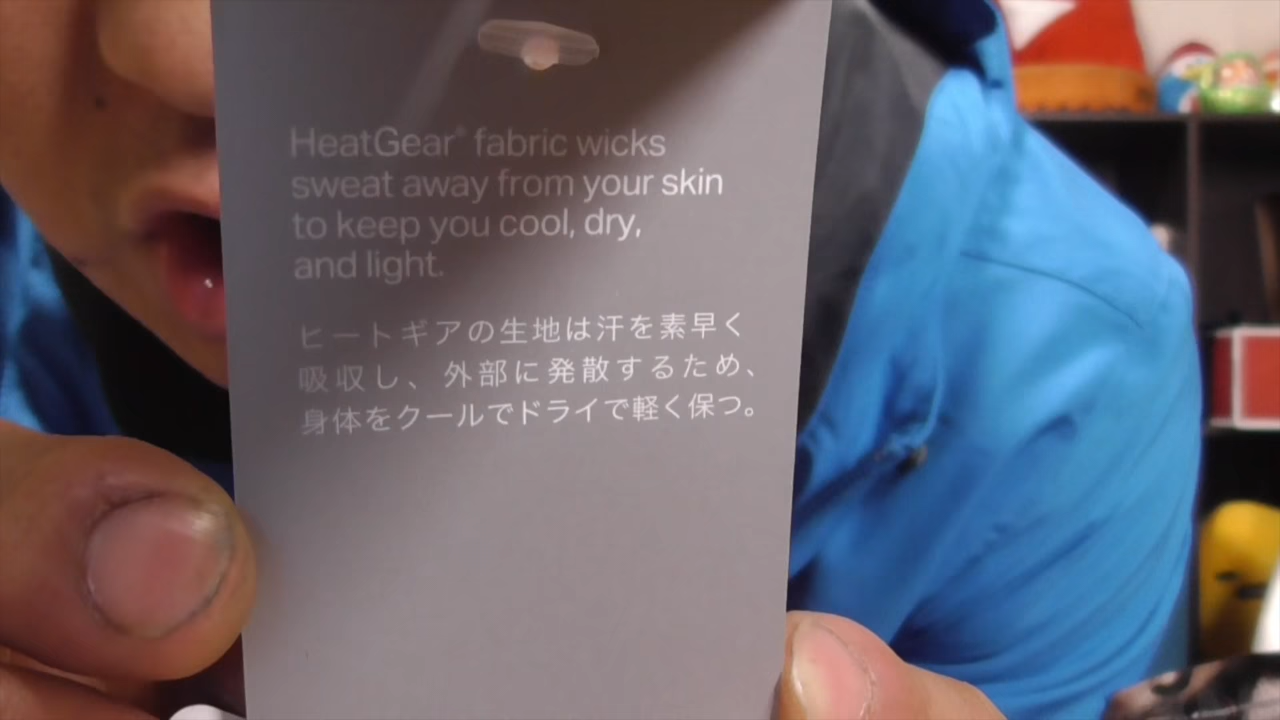 HeatGear® fabric wicks
sweat away from your skin
to keep you cool, dry,
and light.
ヒートギアの生地は汗を素早く
吸収し、外部に発散するため、
身体をクールでドライで軽く保つ。